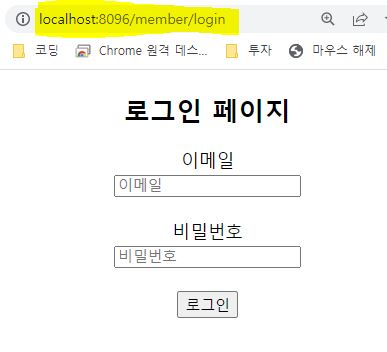 localhost:8096/member/login
코딩 Chrome 원격 데스... 투자 마우스 해제
로그인 페이지
이메일
이메일
비밀번호
비밀번호
로그인